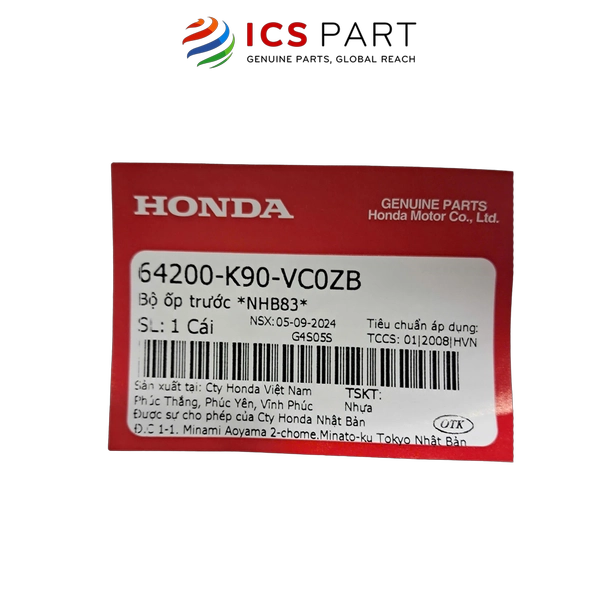 ICS PART
GENUINE PARTS, GLOBAL REACH
HONDA
GENUINE PARTS
Honda Motor Co., Ltd.
64200-K90-VC0ZB
Bộ ốp trước *NHB83*
SL: 1 Cái
NSX: 05-09-2024
G4S05S
Tiêu chuẩn áp dụng:
TCCS: 01|2008|HVN
Sản xuất tại: Cty Honda Việt Nam
Phúc Thắng, Phúc Yên, Vĩnh Phúc
Được sự cho phép của Cty Honda Nhật Bản
Đ.C 1-1. Minami Aoyama 2-chome.Minato-ku Tokyo Nhật Bản
TSKT:
Nhựa
OTK